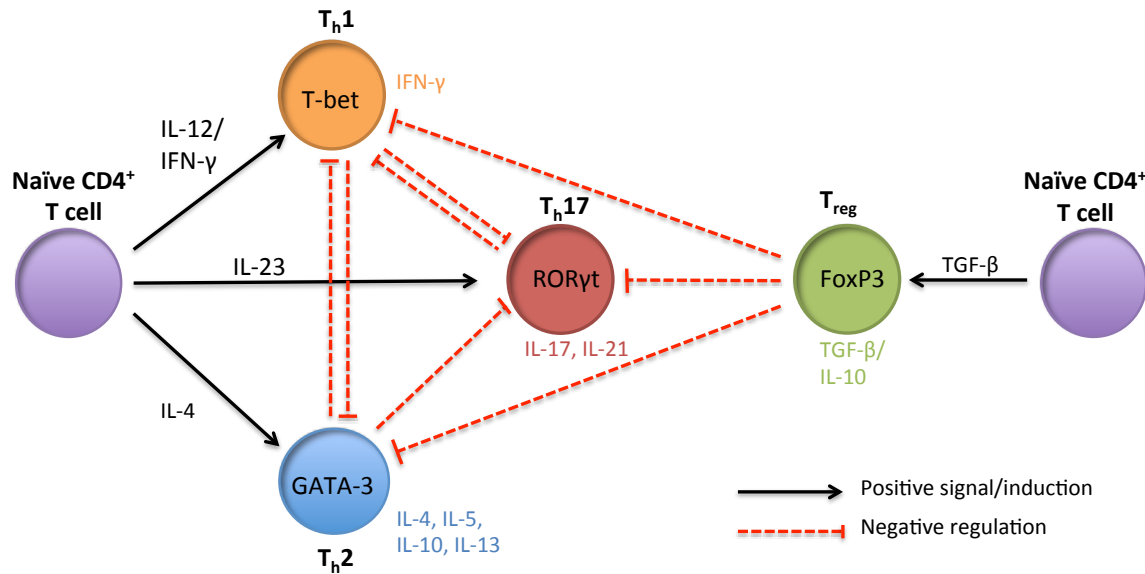 Th1
T-bet
IFN-γ
IL-12/
IFN-γ
Naïve CD4+
T cell
Th17
RORγt
IL-17, IL-21
IL-23
Treg
FoxP3
TGF-β/
IL-10
TGF-β
Naïve CD4+
T cell
IL-4
GATA-3
IL-4, IL-5,
IL-10, IL-13
Th2
Positive signal/induction
Negative regulation